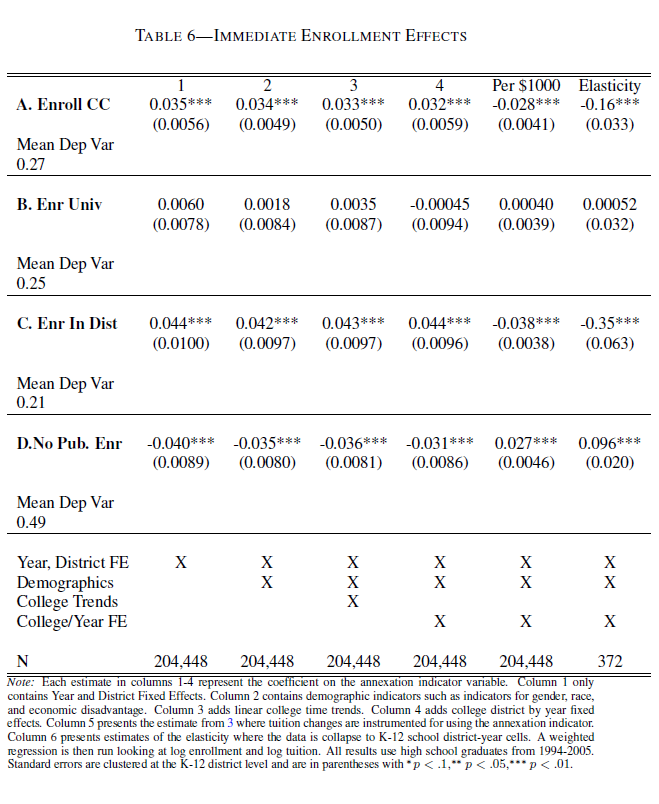 TABLE 6—IMMEDIATE ENROLLMENT EFFECTS
1 2 3 4 Per $1000 Elasticity
A. Enroll CC 0.035*** 0.034*** 0.033*** 0.032*** -0.028*** -0.16***
(0.0056) (0.0049) (0.0050) (0.0059) (0.0041) (0.033)
Mean Dep Var
0.27
B. Enr Univ 0.0060 0.0018 0.0035 -0.00045 0.00040 0.00052
(0.0078) (0.0084) (0.0087) (0.0094) (0.0039) (0.032)
Mean Dep Var
0.25
C. Enr In Dist 0.044*** 0.042*** 0.043*** 0.044*** -0.038*** -0.35***
(0.0100) (0.0097) (0.0097) (0.0096) (0.0038) (0.063)
Mean Dep Var
0.21
D.No Pub. Enr -0.040*** -0.035*** -0.036*** -0.031*** 0.027*** 0.096***
(0.0089) (0.0080) (0.0081) (0.0086) (0.0046) (0.020)
Mean Dep Var
0.49
Year, District FE X X X X X X
Demographics X X X X X
College Trends X
College/Year FE X X X
N 204,448 204,448 204,448 204,448 204,448 372
Note: Each estimate in columns 1-4 represent the coefficient on the annexation indicator variable. Column 1 only
contains Year and District Fixed Effects. Column 2 contains demographic indicators such as indicators for gender, race,
and economic disadvantage. Column 3 adds linear college time trends. Column 4 adds college district by year fixed
effects. Column 5 presents the estimate from 3 where tuition changes are instrumented for using the annexation indicator.
Column 6 presents estimates of the elasticity where the data is collapse to K-12 school district-year cells. A weighted
regression is then run looking at log enrollment and log tuition. All results use high school graduates from 1994-2005.
Standard errors are clustered at the K-12 district level and are in parentheses with *p < .1,** p < .05,*** p < .01.